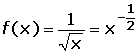 f(x) = 1/√x = x^(-1/2)